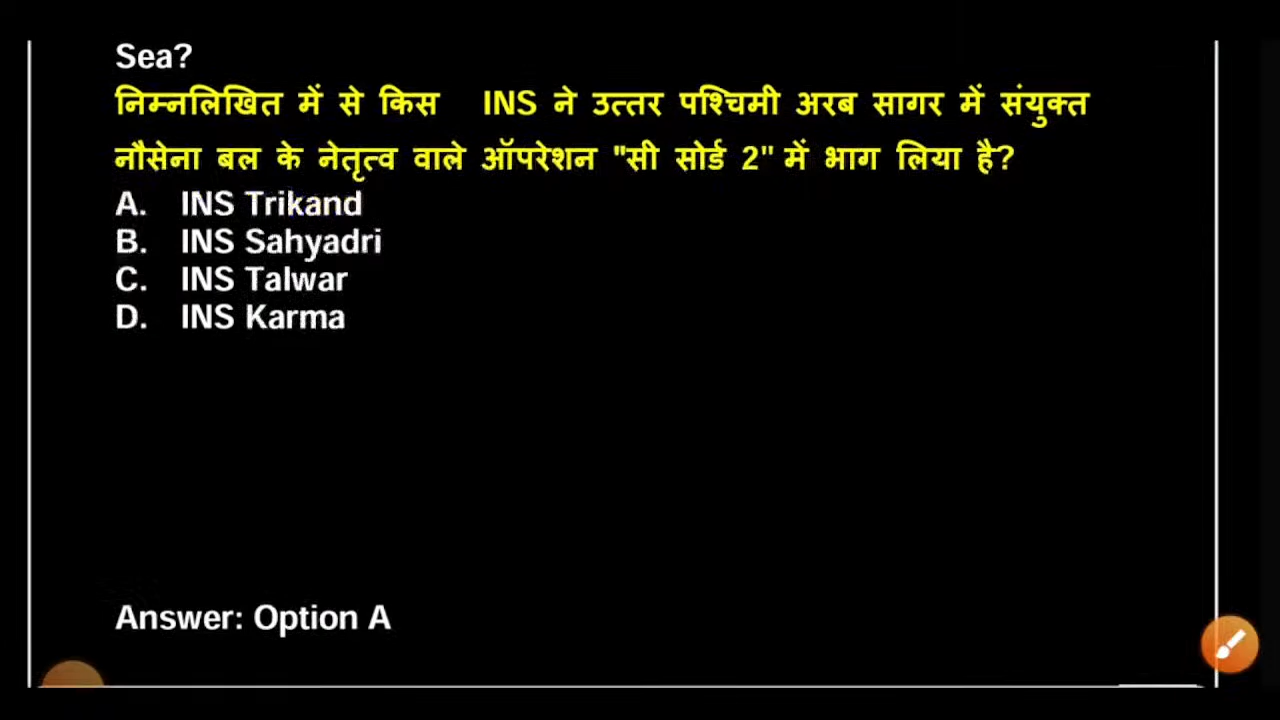 Sea?
निम्नलिखित में से किस INS ने उत्तर पश्चिमी अरब सागर में संयुक्त
नौसेना बल के नेतृत्व वाले ऑपरेशन "सी सोर्ड 2" में भाग लिया है?
A. INS Trikand
B. INS Sahyadri
C. INS Talwar
D. INS Karma
Answer: Option A